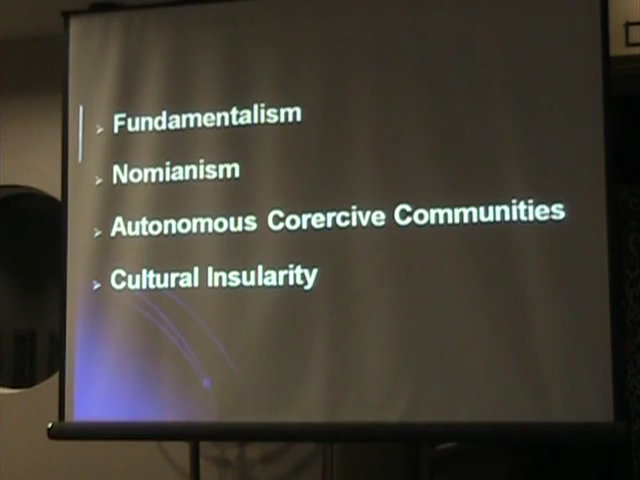 Fundamentalism
Nomianism
Autonomous Corercive Communities
Cultural Insularity